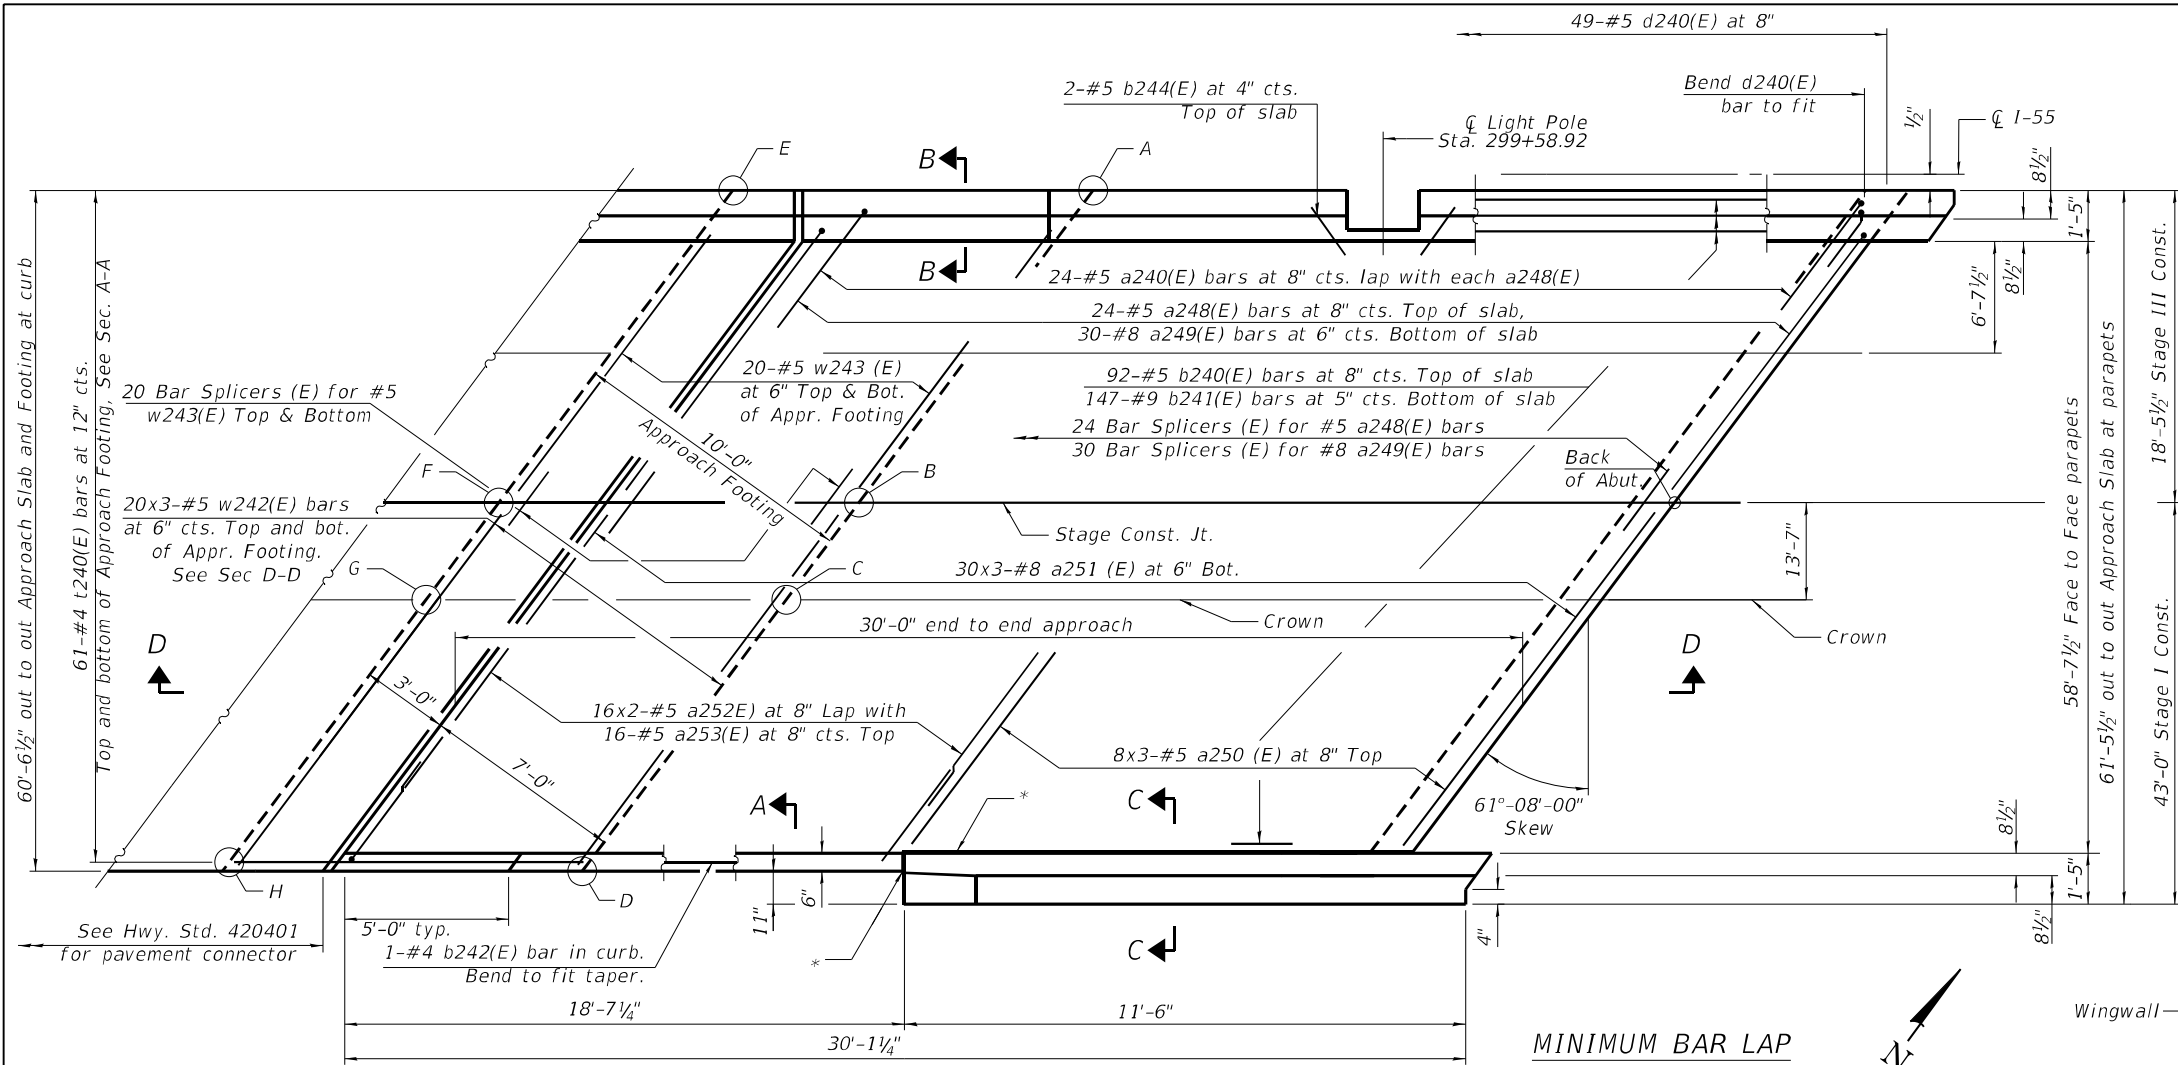 49-#5 d240(E) at 8"
2-#5 b244(E) at 4" cts.
Top of slab
Bend d240(E)
bar to fit
½"
℄ I-55
℄ Light Pole
Sta. 299+58.92
8½"
E
B
A
1'-5"
B
24-#5 a240(E) bars at 8" cts. lap with each a248(E)
8½"
6'-7½"
24-#5 a248(E) bars at 8" cts. Top of slab,
30-#8 a249(E) bars at 6" cts. Bottom of slab
18'-5½" Stage III Const.
60'-6½" out to out Approach Slab and Footing at curb
61-#4 t240(E) bars at 12" cts.
Top and bottom of Approach Footing, See Sec. A-A
20 Bar Splicers (E) for #5
w243(E) Top & Bottom
20-#5 w243 (E)
at 6" Top & Bot.
of Appr. Footing
92-#5 b240(E) bars at 8" cts. Top of slab
147-#9 b241(E) bars at 5" cts. Bottom of slab
24 Bar Splicers (E) for #5 a248(E) bars
30 Bar Splicers (E) for #8 a249(E) bars
10'-0"
Approach Footing
Back
of Abut.
F
B
20x3-#5 w242(E) bars
at 6" cts. Top and bot.
of Appr. Footing.
See Sec D-D
Stage Const. Jt.
G
C
30x3-#8 a251 (E) at 6" Bot.
13'-7"
58'-7½" Face to Face parapets
61'-5½" out to out Approach Slab at parapets
43'-0" Stage I Const.
30'-0" end to end approach
Crown
Crown
D
D
3'-0"
16x2-#5 a252E) at 8" Lap with
16-#5 a253(E) at 8" cts. Top
8x3-#5 a250 (E) at 8" Top
7'-0"
A
*
C
61°-08'-00"
Skew
8½"
1'-5"
H
D
6"
11"
4"
8½"
See Hwy. Std. 420401
for pavement connector
5'-0" typ.
1-#4 b242(E) bar in curb.
Bend to fit taper.
*
C
18'-7¼"
11'-6"
30'-1¼"
MINIMUM BAR LAP
N
Wingwall